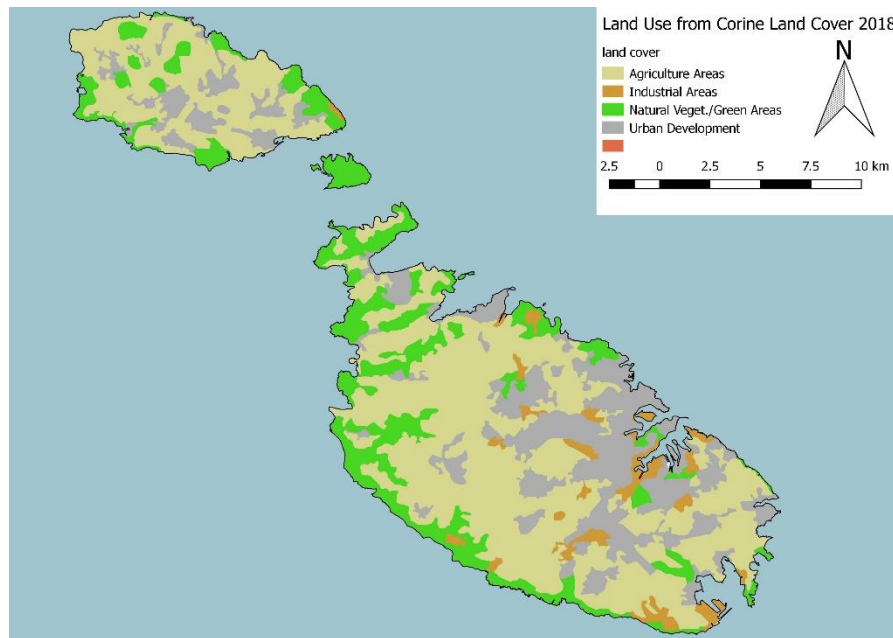 Land Use from Corine Land Cover 2018
land cover
Agriculture Areas
Industrial Areas
Natural Veget./Green Areas
Urban Development
N
2.5 0 2.5 5 7.5 10 km